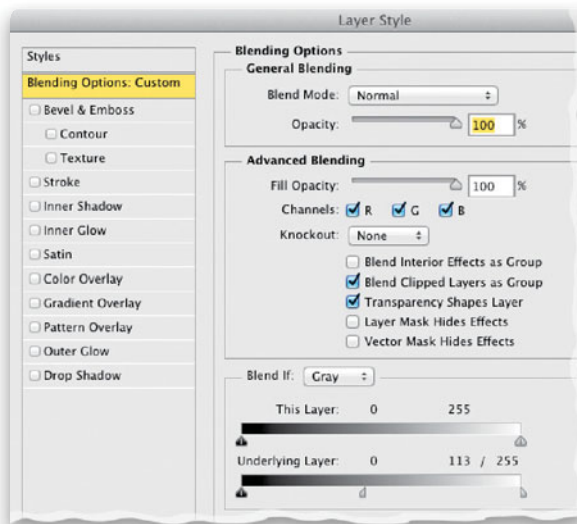 Layer Style
Styles
Blending Options: Custom
Bevel & Emboss
Contour
Texture
Stroke
Inner Shadow
Inner Glow
Satin
Color Overlay
Gradient Overlay
Pattern Overlay
Outer Glow
Drop Shadow
Blending Options
General Blending
Blend Mode: Normal
Opacity: 100 %
Advanced Blending
Fill Opacity: 100 %
Channels: R G B
Knockout: None
Blend Interior Effects as Group
Blend Clipped Layers as Group
Transparency Shapes Layer
Layer Mask Hides Effects
Vector Mask Hides Effects
Blend If: Gray
This Layer: 0 255
Underlying Layer: 0 113 / 255